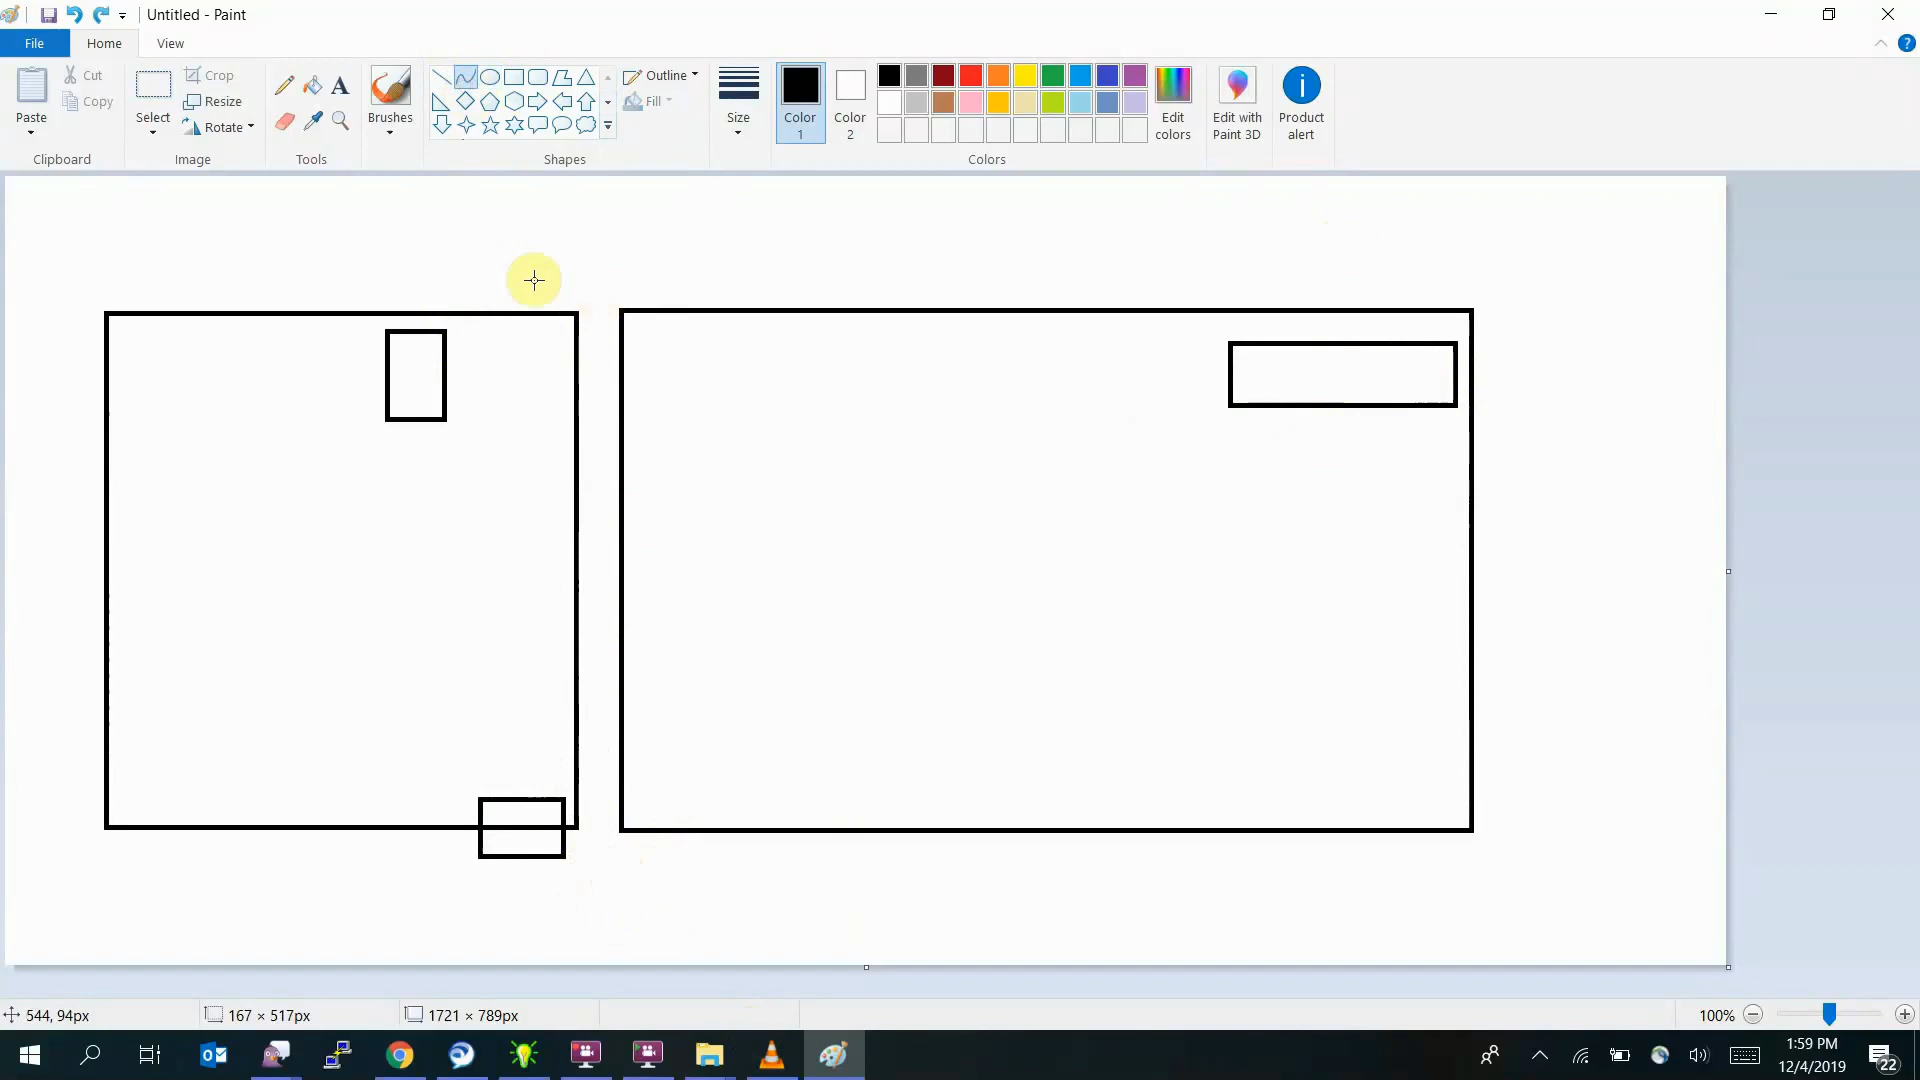 Untitled - Paint
File Home View
Paste
Cut
Copy
Clipboard
Select
Crop
Resize
Rotate
Image
Tools
Brushes
Shapes
Outline
Fill
Size
Color 1
Color 2
Edit colors
Colors
Edit with Paint 3D
Product alert
544, 94px
167 × 517px
1721 × 789px
100%
1:59 PM
12/4/2019
22